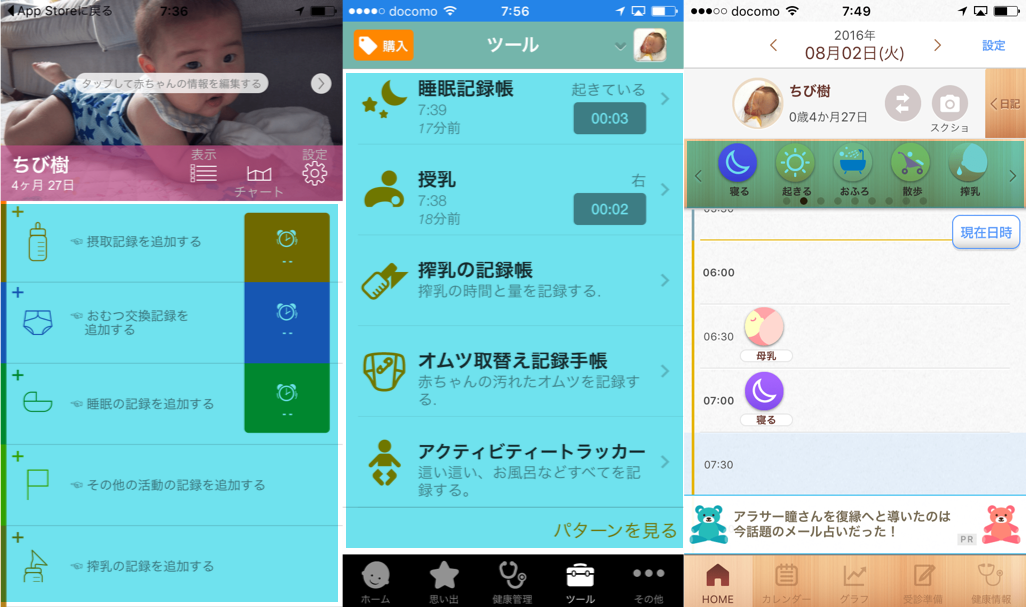 App Storeに戻る 7:36
タップして赤ちゃんの情報を編集する
ちび樹
4ヶ月 27日
表示
チャート
設定
摂取記録を追加する
--
おむつ交換記録を
追加する
--
睡眠の記録を追加する
--
その他の活動の記録を追加する
搾乳の記録を追加する
docomo 7:56
購入
ツール
睡眠記録帳
7:39
17分前
起きている
00:03
授乳
7:38
18分前
右
00:02
搾乳の記録帳
搾乳の時間と量を記録する.
オムツ取替え記録手帳
赤ちゃんの汚れたオムツを記録す
る.
アクティビティートラッカー
這い這い、お風呂などすべてを記
録する。
パターンを見る
ホーム
思い出
健康管理
ツール
その他
docomo 7:49
2016年
08月02日(火)
設定
ちび樹
0歳4か月27日
スクショ
日記
寝る
起きる
おふろ
散歩
搾乳
05:30
現在日時
06:00
06:30
母乳
07:00
寝る
07:30
アラサー瞳さんを復縁へと導いたのは
今話題のメール占いだった！
PR
HOME
カレンダー
グラフ
受診準備
健康情報